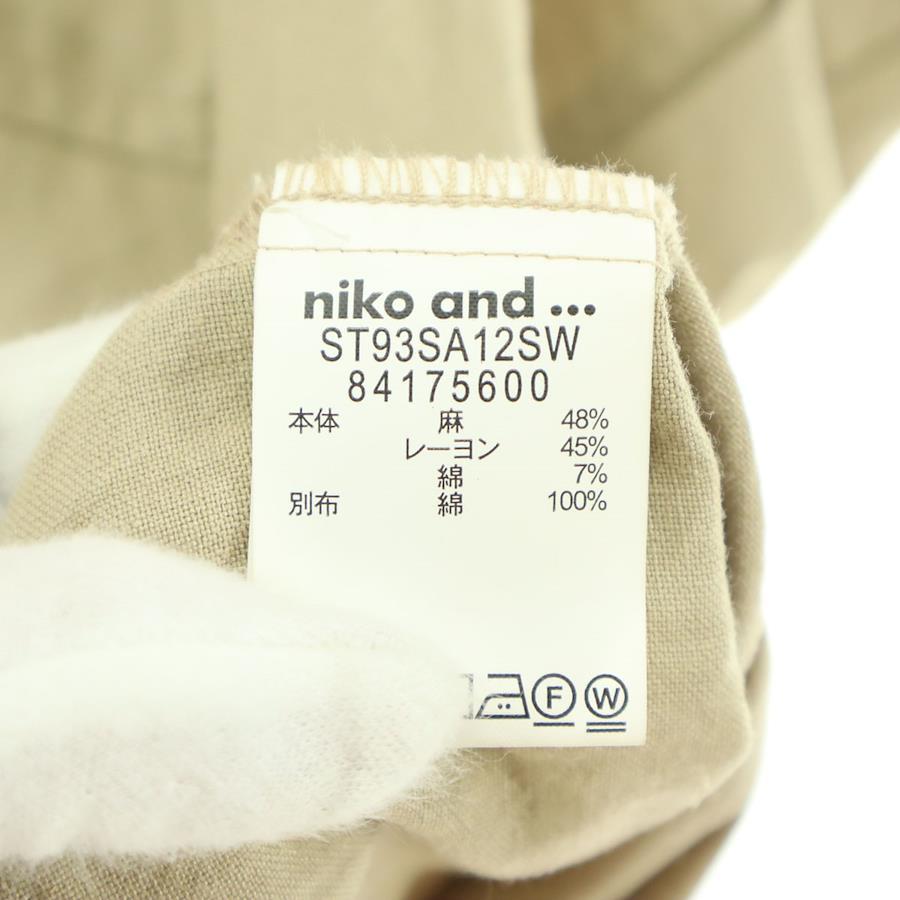 niko and ...
ST93SA12SW
84175600
本体 麻 48%
レーヨン 45%
綿 7%
別布 綿 100%
F W